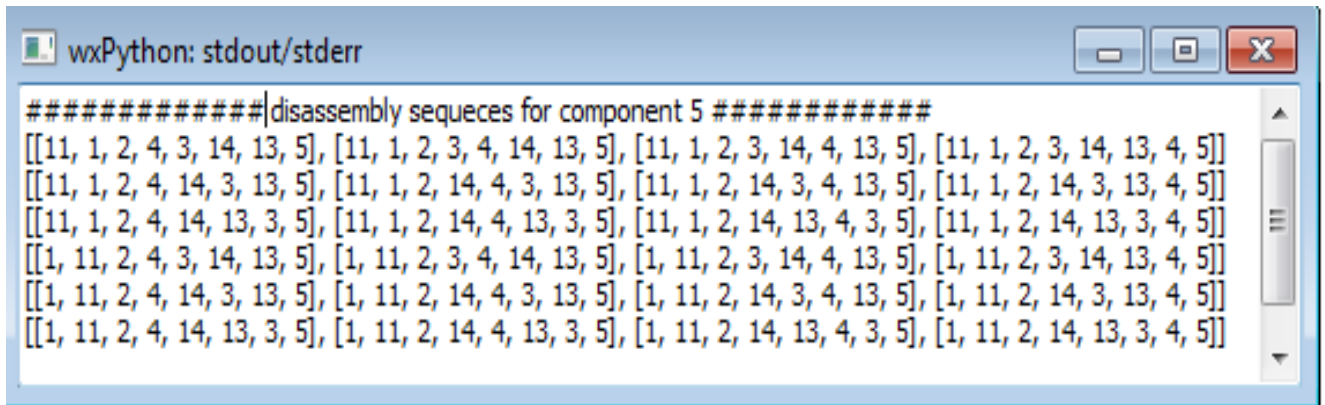 wxPython: stdout/stderr
############# disassembly sequeces for component 5 ############
[[11, 1, 2, 4, 3, 14, 13, 5], [11, 1, 2, 3, 4, 14, 13, 5], [11, 1, 2, 3, 14, 4, 13, 5], [11, 1, 2, 3, 14, 13, 4, 5]]
[[11, 1, 2, 4, 14, 3, 13, 5], [11, 1, 2, 14, 4, 3, 13, 5], [11, 1, 2, 14, 3, 4, 13, 5], [11, 1, 2, 14, 3, 13, 4, 5]]
[[11, 1, 2, 4, 14, 13, 3, 5], [11, 1, 2, 14, 4, 13, 3, 5], [11, 1, 2, 14, 13, 4, 3, 5], [11, 1, 2, 14, 13, 3, 4, 5]]
[[1, 11, 2, 4, 3, 14, 13, 5], [1, 11, 2, 3, 4, 14, 13, 5], [1, 11, 2, 3, 14, 4, 13, 5], [1, 11, 2, 3, 14, 13, 4, 5]]
[[1, 11, 2, 4, 14, 3, 13, 5], [1, 11, 2, 14, 4, 3, 13, 5], [1, 11, 2, 14, 3, 4, 13, 5], [1, 11, 2, 14, 3, 13, 4, 5]]
[[1, 11, 2, 4, 14, 13, 3, 5], [1, 11, 2, 14, 4, 13, 3, 5], [1, 11, 2, 14, 13, 4, 3, 5], [1, 11, 2, 14, 13, 3, 4, 5]]